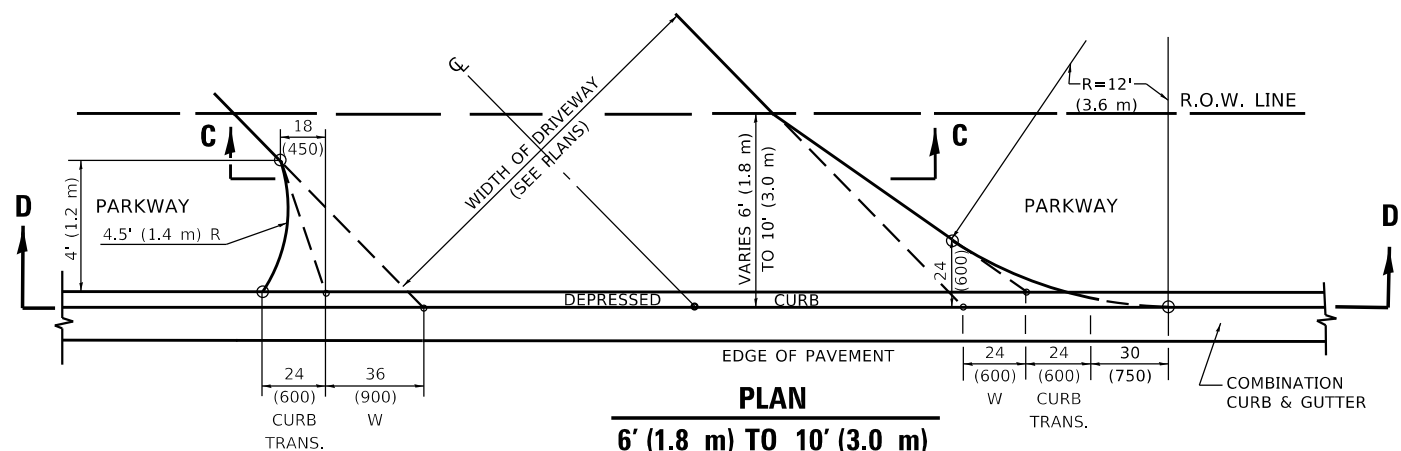 ℄
WIDTH OF DRIVEWAY
(SEE PLANS)
R=12'
(3.6 m)
R.O.W. LINE
18
(450)
C
C
4' (1.2 m)
PARKWAY
4.5' (1.4 m) R
VARIES 6' (1.8 m)
TO 10' (3.0 m)
PARKWAY
24
(600)
D
D
DEPRESSED CURB
EDGE OF PAVEMENT
24
(600)
CURB
TRANS.
36
(900)
W
24
(600)
W
24
(600)
CURB
TRANS.
30
(750)
COMBINATION
CURB & GUTTER
PLAN
6' (1.8 m) TO 10' (3.0 m)